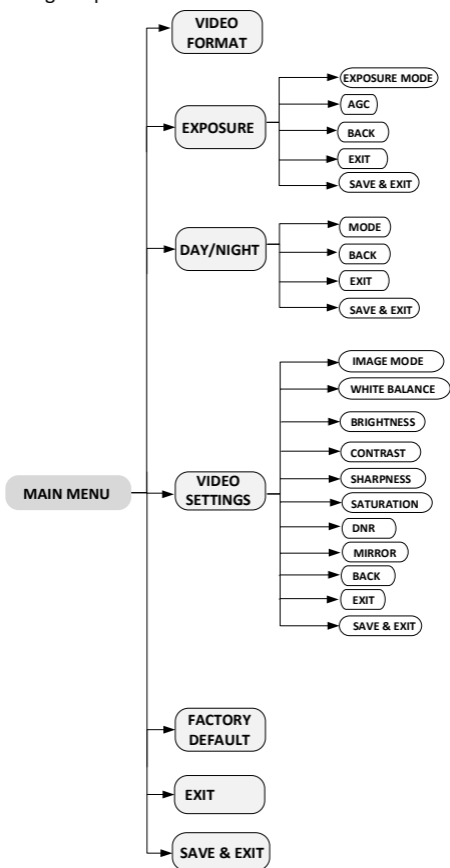 VIDEO
FORMAT
EXPOSURE
EXPOSURE MODE
AGC
BACK
EXIT
SAVE & EXIT
DAY/NIGHT
MODE
BACK
EXIT
SAVE & EXIT
MAIN MENU
VIDEO
SETTINGS
IMAGE MODE
WHITE BALANCE
BRIGHTNESS
CONTRAST
SHARPNESS
SATURATION
DNR
MIRROR
BACK
EXIT
SAVE & EXIT
FACTORY
DEFAULT
EXIT
SAVE & EXIT